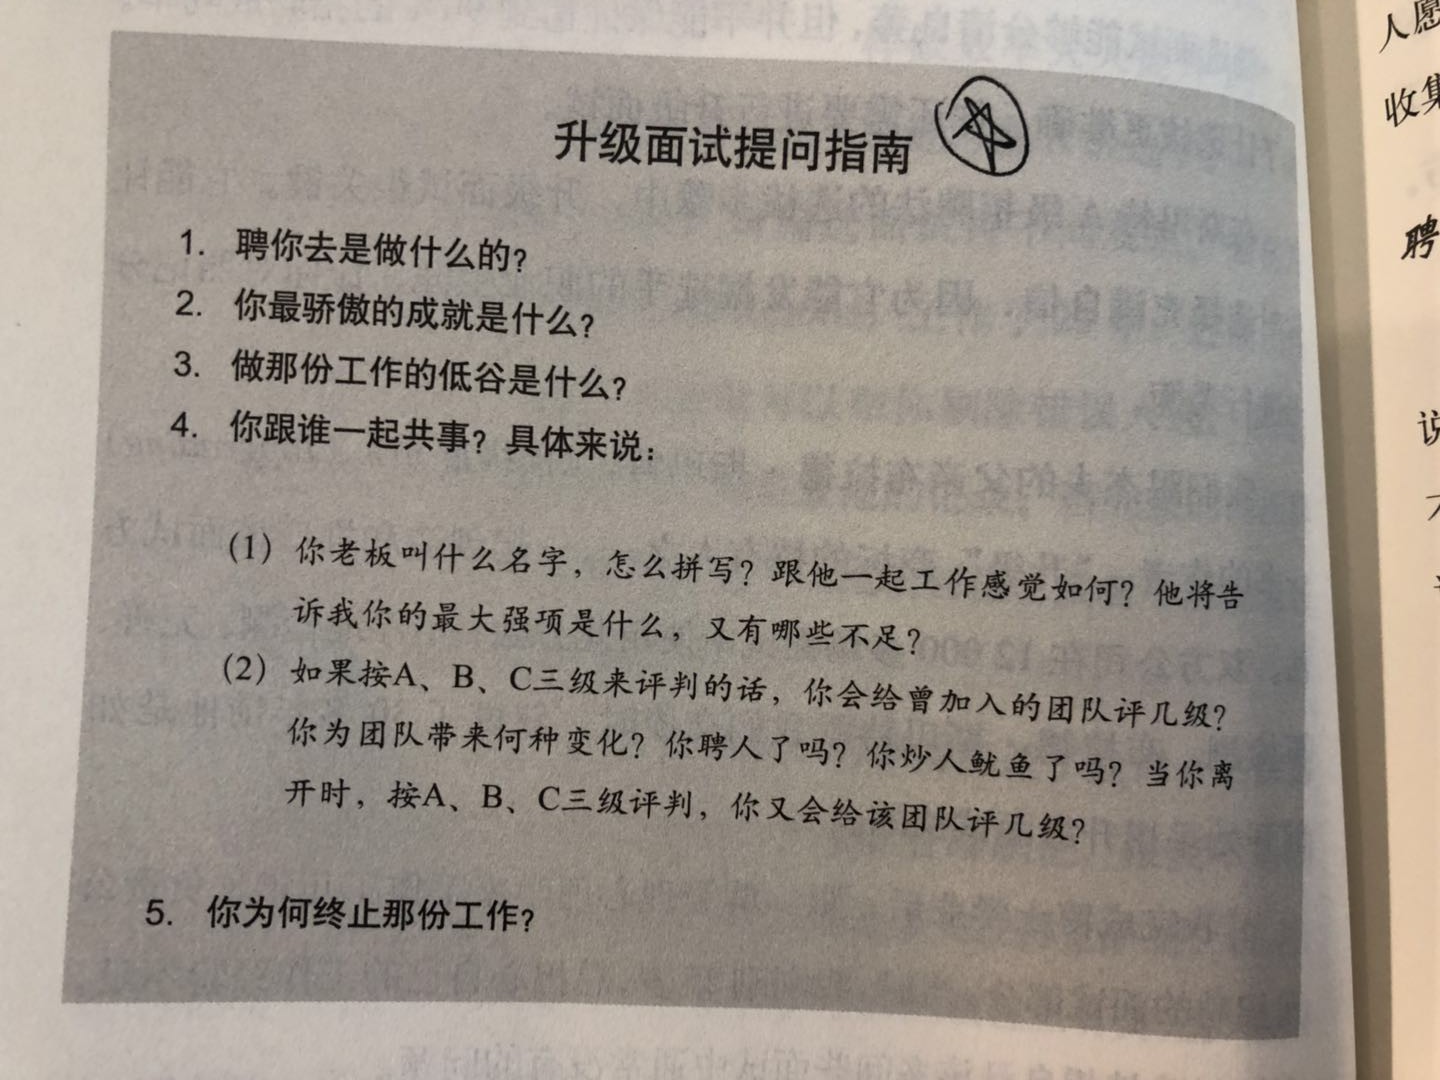 升级面试提问指南
1. 聘你去是做什么的？
2. 你最骄傲的成就是什么？
3. 做那份工作的低谷是什么？
4. 你跟谁一起共事？具体来说：
（1）你老板叫什么名字，怎么拼写？跟他一起工作感觉如何？他将告
诉我你的最大强项是什么，又有哪些不足？
（2）如果按A、B、C三级来评判的话，你会给曾加入的团队评几级？
你为团队带来何种变化？你聘人了吗？你炒人鱿鱼了吗？当你离
开时，按A、B、C三级评判，你又会给该团队评几级？
5. 你为何终止那份工作？
人愿
收集
聘
说